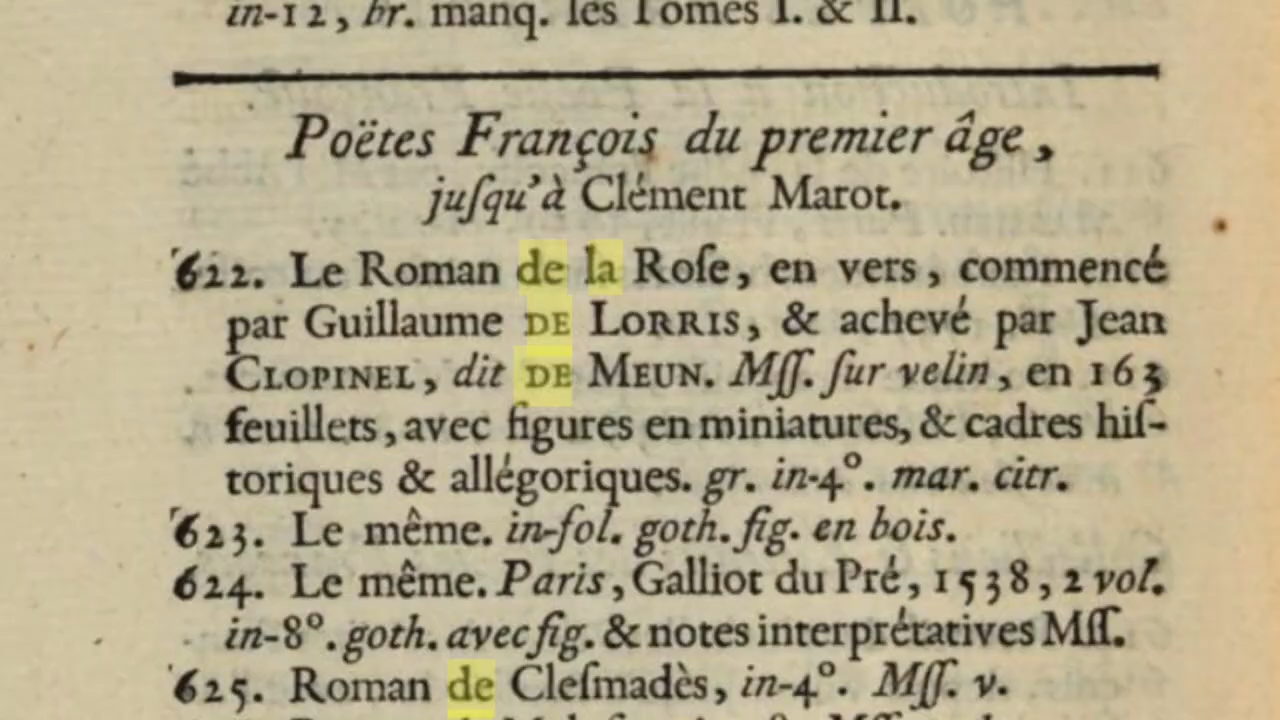 in-12, br. manq. les Tomes I. & II.
Poëtes François du premier âge,
juſqu'à Clément Marot.
622. Le Roman de la Roſe, en vers, commencé
par Guillaume DE LORRIS, & achevé par Jean
CLOPINEL, dit DE MEUN. Mſſ. ſur velin, en 163
feuillets, avec figures en miniatures, & cadres hiſ-
toriques & allégoriques. gr. in-4°. mar. citr.
623. Le même. in-fol. goth. fig. en bois.
624. Le même. Paris, Galliot du Pré, 1538, 2 vol.
in-8°. goth. avec fig. & notes interprétatives Mſſ.
625. Roman de Cleſmadès, in-4°. Mſſ. v.